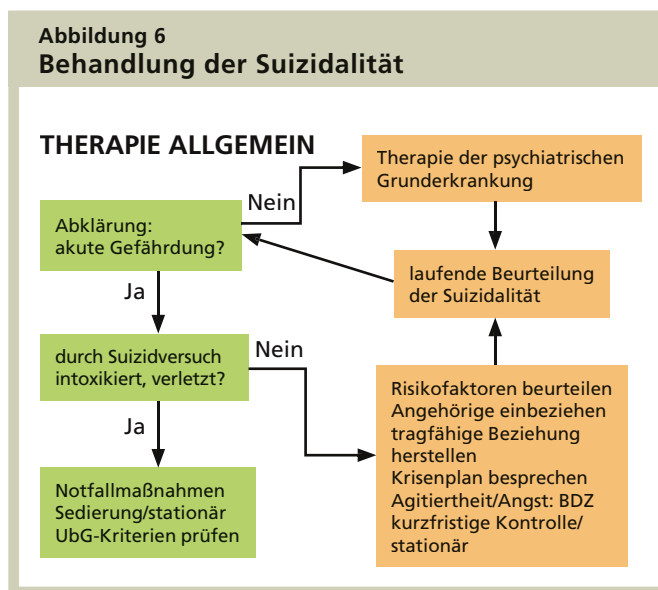 Abbildung 6
Behandlung der Suizidalität
THERAPIE ALLGEMEIN
Abklärung:
akute Gefährdung?
Nein
Therapie der psychiatrischen
Grunderkrankung
laufende Beurteilung
der Suizidalität
Ja
durch Suizidversuch
intoxikiert, verletzt?
Nein
Risikofaktoren beurteilen
Angehörige einbeziehen
tragfähige Beziehung
herstellen
Krisenplan besprechen
Agitiertheit/Angst: BDZ
kurzfristige Kontrolle/
stationär
Ja
Notfallmaßnahmen
Sedierung/stationär
UbG-Kriterien prüfen